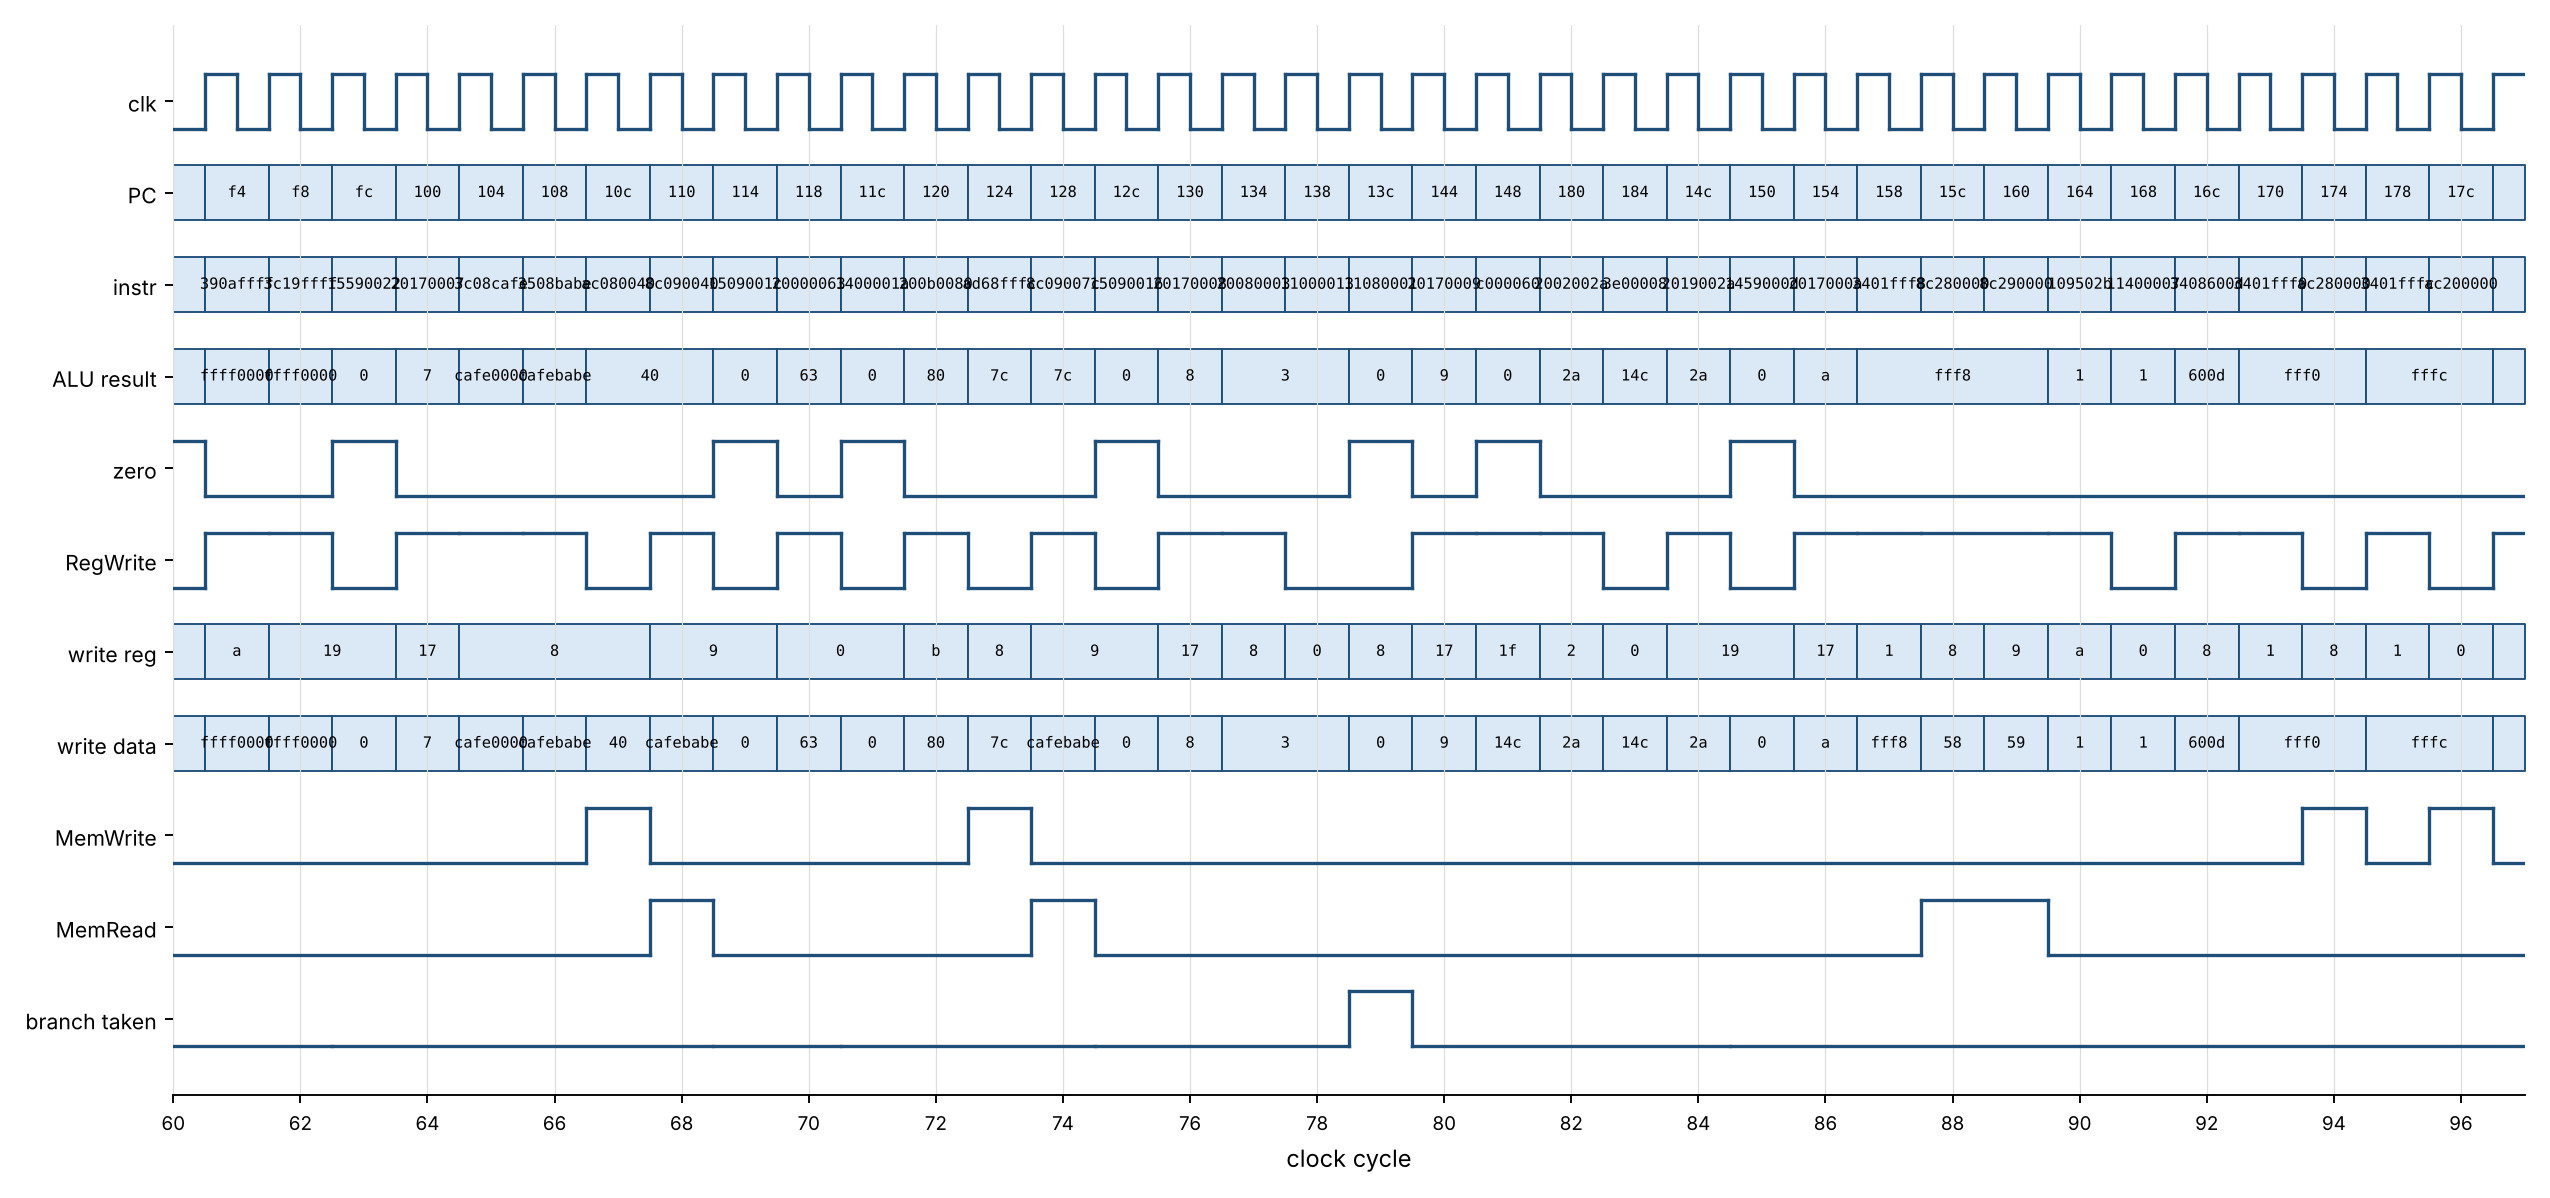 clk
PC f4 f8 fc 100 104 108 10c 110 114 118 11c 120 124 128 12c 130 134 138 13c 144 148 180 184 14c 150 154 158 15c 160 164 168 16c 170 174 178 17c
instr
ALU result ffff0000 ffff0000 0 7 cafe0000 cafebabe 40 0 63 0 80 7c 7c 0 8 3 0 9 0 2a 14c 2a 0 a fff8 1 1 600d fff0 fffc
zero
RegWrite
write reg a 19 17 8 9 0 b 8 9 17 8 0 8 17 1f 2 0 19 17 1 8 9 a 0 8 1 8 1 0
write data ffff0000 ffff0000 0 7 cafe0000 cafebabe 40 cafebabe 0 63 0 80 7c cafebabe 0 8 3 0 9 14c 2a 14c 2a 0 a fff8 58 59 1 1 600d fff0 fffc
MemWrite
MemRead
branch taken
60 62 64 66 68 70 72 74 76 78 80 82 84 86 88 90 92 94 96
clock cycle